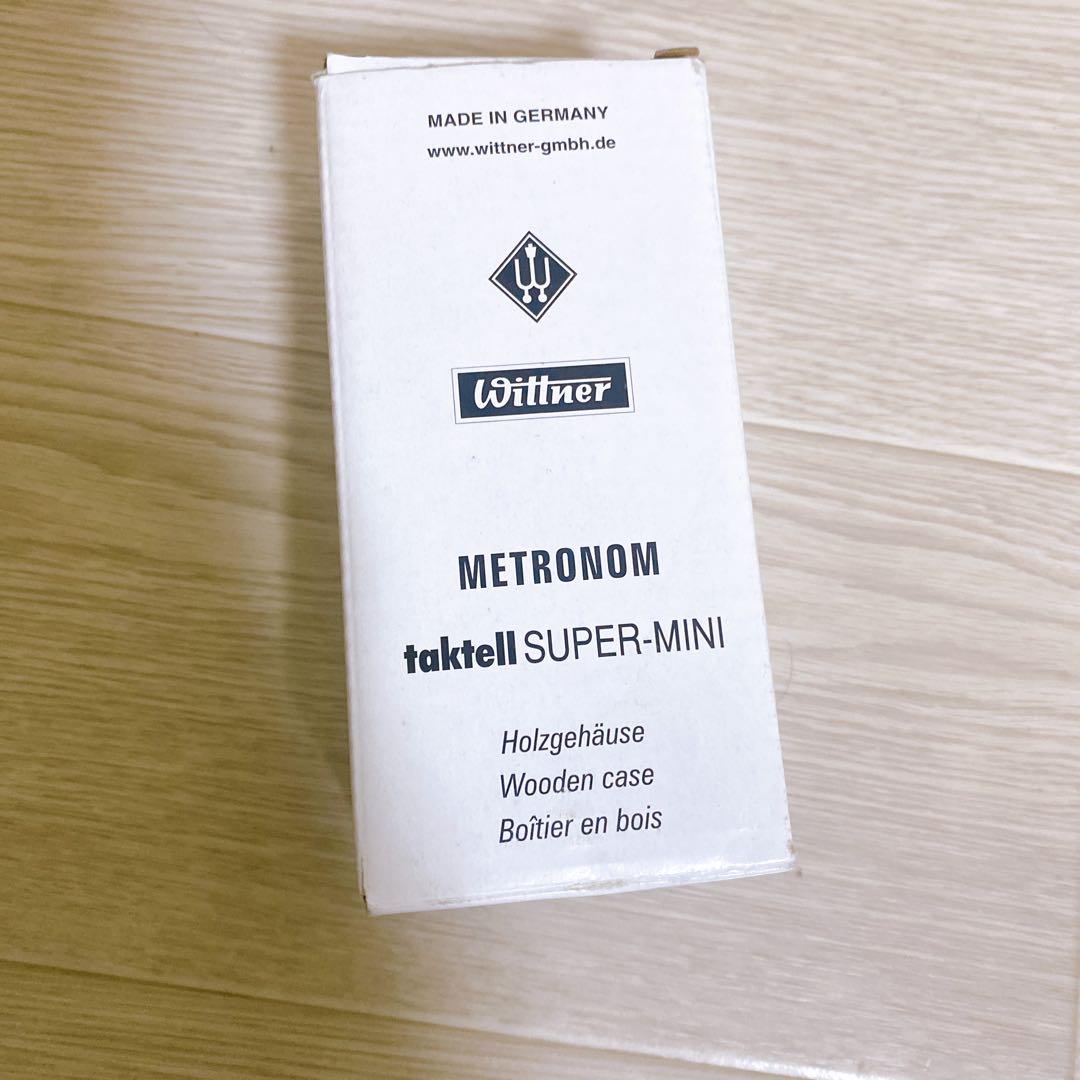 MADE IN GERMANY
www.wittner-gmbh.de
Wittner
METRONOM
taktell SUPER-MINI
Holzgehäuse
Wooden case
Boîtier en bois